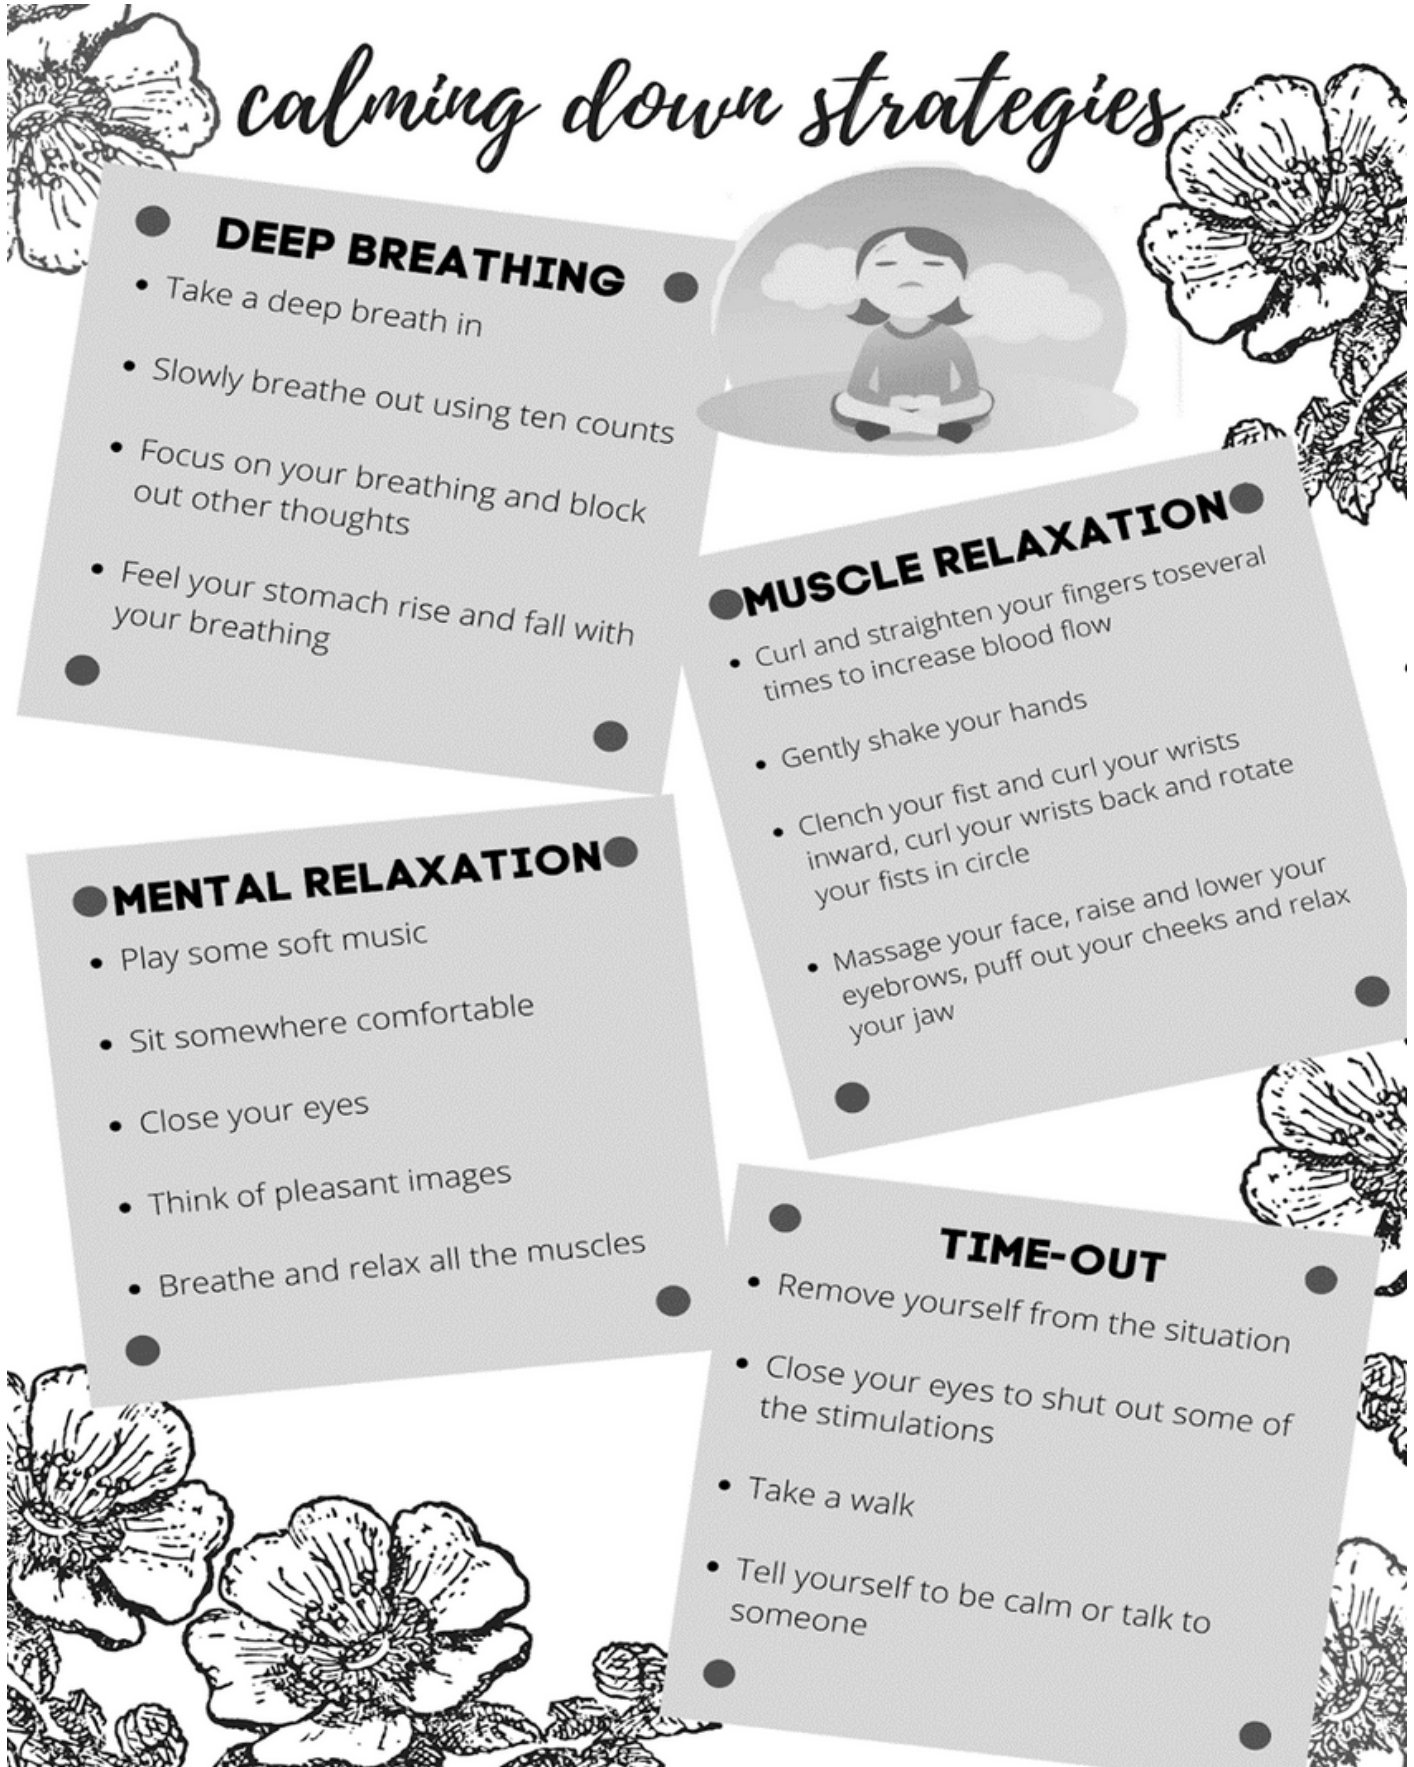 calming down strategies
DEEP BREATHING
• Take a deep breath in
• Slowly breathe out using ten counts
• Focus on your breathing and block
out other thoughts
• Feel your stomach rise and fall with
your breathing
MUSCLE RELAXATION
• Curl and straighten your fingers toseveral
times to increase blood flow
• Gently shake your hands
• Clench your fist and curl your wrists
inward, curl your wrists back and rotate
your fists in circle
• Massage your face, raise and lower your
eyebrows, puff out your cheeks and relax
your jaw
MENTAL RELAXATION
• Play some soft music
• Sit somewhere comfortable
• Close your eyes
• Think of pleasant images
• Breathe and relax all the muscles
TIME-OUT
• Remove yourself from the situation
• Close your eyes to shut out some of
the stimulations
• Take a walk
• Tell yourself to be calm or talk to
someone